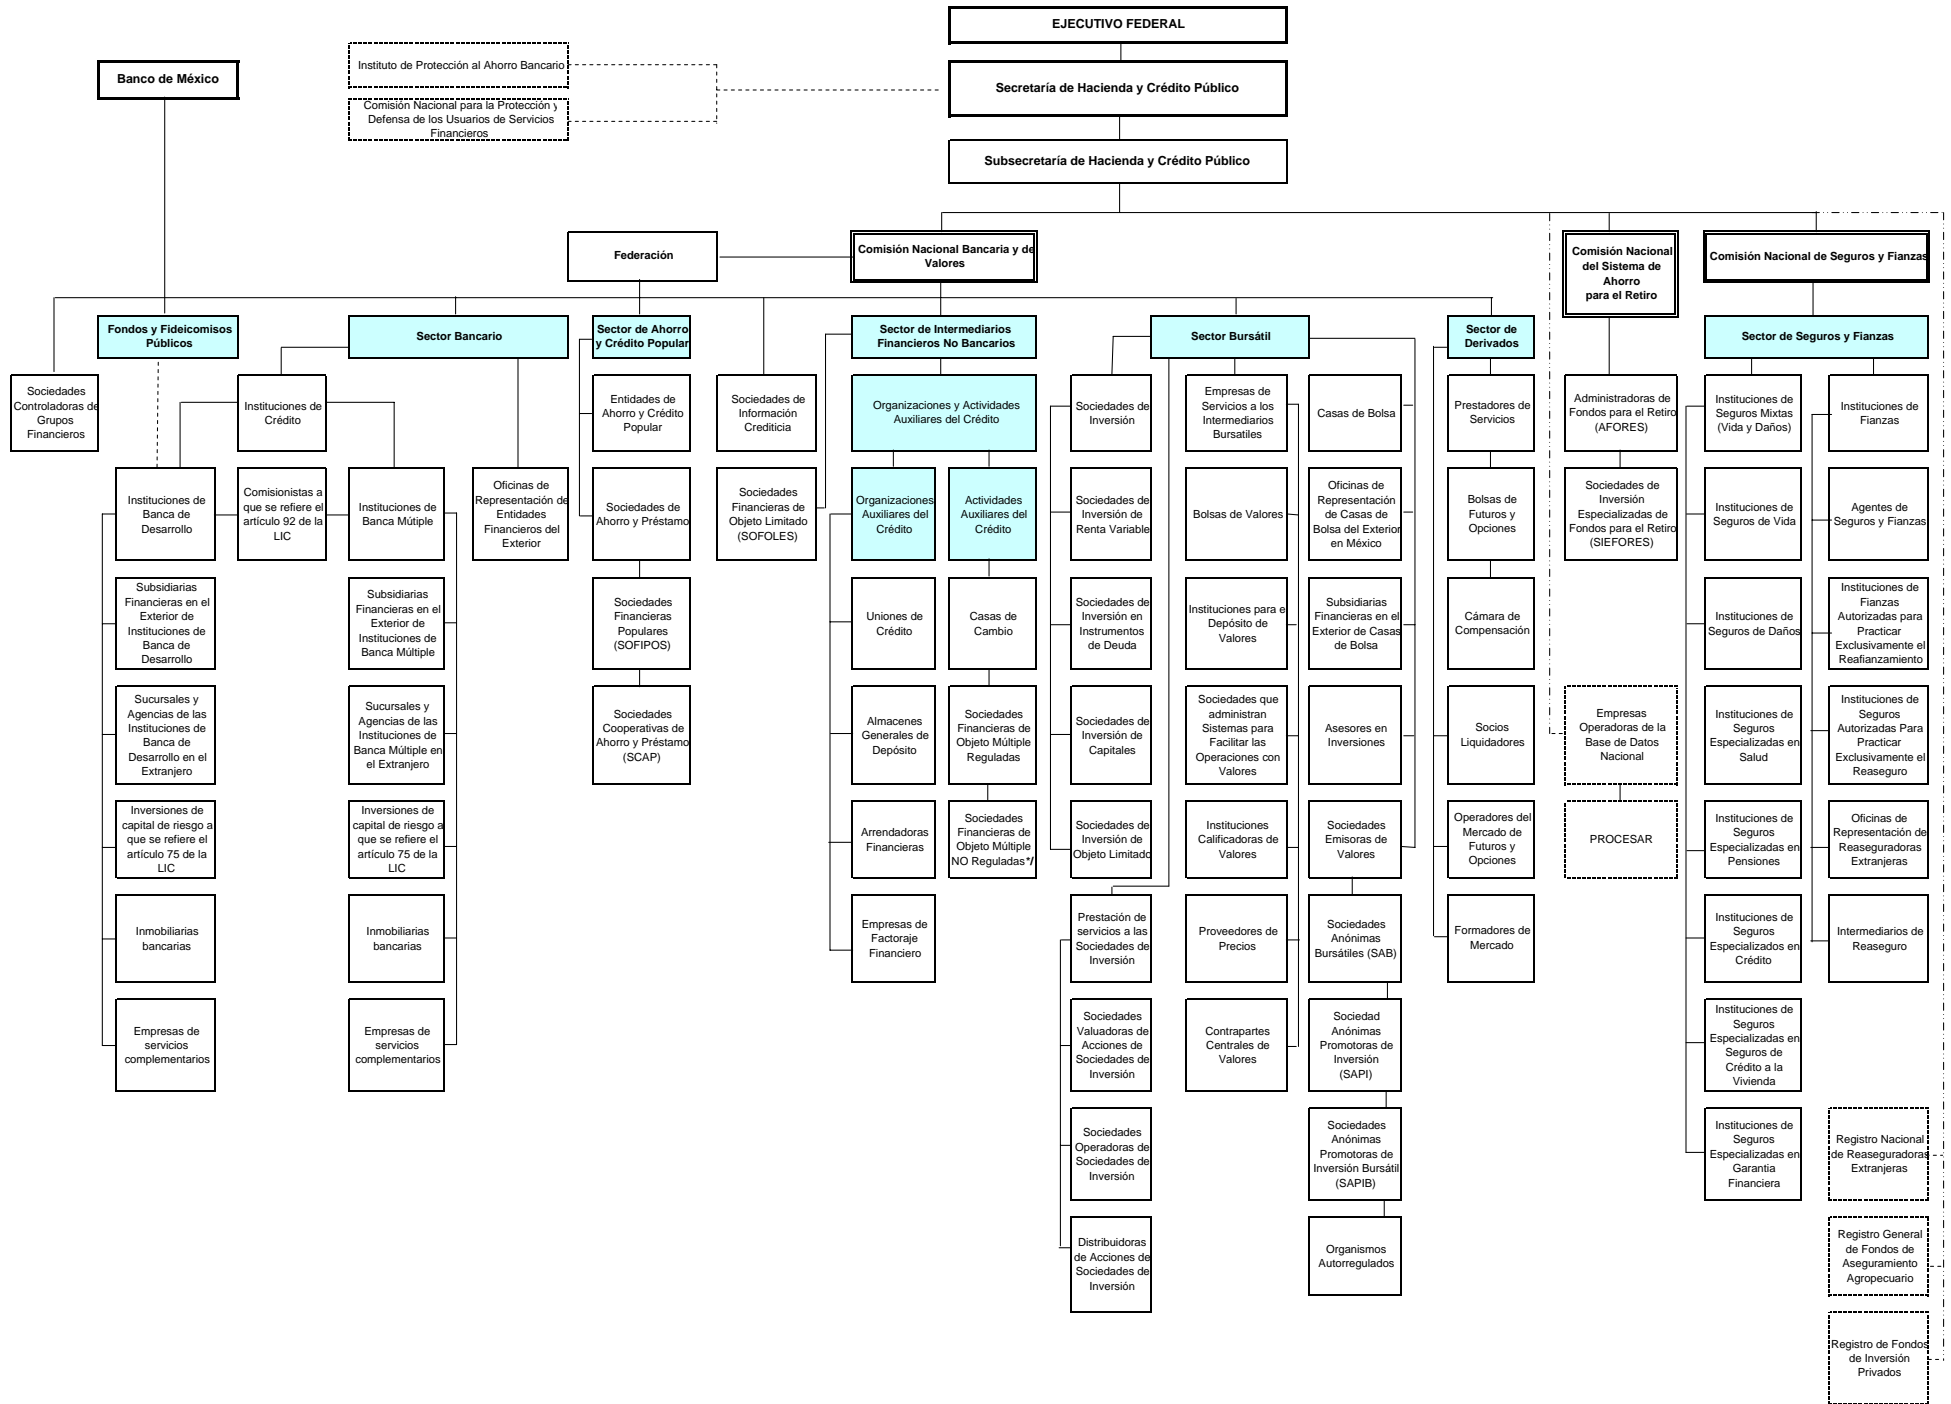 EJECUTIVO FEDERAL
Instituto de Protección al Ahorro Bancario
Banco de México
Secretaría de Hacienda y Crédito Público
Comisión Nacional para la Protección y
Defensa de los Usuarios de Servicios
Financieros
Subsecretaría de Hacienda y Crédito Público
Federación
Comisión Nacional Bancaria y de
Valores
Comisión Nacional
del Sistema de
Ahorro
para el Retiro
Comisión Nacional de Seguros y Fianzas
Fondos y Fideicomisos
Públicos
Sector Bancario
Sector de Ahorro
y Crédito Popular
Sector de Intermediarios
Financieros No Bancarios
Sector Bursátil
Sector de
Derivados
Sector de Seguros y Fianzas
Sociedades
Controladoras de
Grupos
Financieros
Instituciones de
Crédito
Entidades de
Ahorro y Crédito
Popular
Sociedades de
Información
Crediticia
Organizaciones y Actividades
Auxiliares del Crédito
Sociedades de
Inversión
Empresas de
Servicios a los
Intermediarios
Bursatiles
Casas de Bolsa
Prestadores de
Servicios
Administradoras de
Fondos para el Retiro
(AFORES)
Instituciones de
Seguros Mixtas
(Vida y Daños)
Instituciones de
Fianzas
Instituciones de
Banca de
Desarrollo
Comisionistas a
que se refiere el
artículo 92 de la
LIC
Instituciones de
Banca Mútiple
Oficinas de
Representación de
Entidades
Financieros del
Exterior
Sociedades de
Ahorro y Préstamo
Sociedades
Financieras de
Objeto Limitado
(SOFOLES)
Organizaciones
Auxiliares del
Crédito
Actividades
Auxiliares del
Crédito
Sociedades de
Inversión de
Renta Variable
Bolsas de Valores
Oficinas de
Representación
de Casas de
Bolsa del Exterior
en México
Bolsas de
Futuros y
Opciones
Sociedades de
Inversión
Especializadas de
Fondos para el Retiro
(SIEFORES)
Instituciones de
Seguros de Vida
Agentes de
Seguros y Fianzas
Subsidiarias
Financieras en el
Exterior de
Instituciones de
Banca de
Desarrollo
Subsidiarias
Financieras en el
Exterior de
Instituciones de
Banca Múltiple
Sociedades
Financieras
Populares
(SOFIPOS)
Uniones de
Crédito
Casas de
Cambio
Sociedades de
Inversión en
Instrumentos
de Deuda
Instituciones para e
Depósito de
Valores
Subsidiarias
Financieras en el
Exterior de Casas
de Bolsa
Cámara de
Compensación
Instituciones de
Seguros de Daños
Instituciones de
Fianzas
Autorizadas para
Practicar
Exclusivamente el
Reafianzamiento
Sucursales y
Agencias de las
Instituciones de
Banca de
Desarrollo en el
Extranjero
Sucursales y
Agencias de las
Instituciones de
Banca Múltiple en
el Extranjero
Sociedades
Cooperativas de
Ahorro y Préstamo
(SCAP)
Almacenes
Generales de
Depósito
Sociedades
Financieras de
Objeto Múltiple
Reguladas
Sociedades de
Inversión de
Capitales
Sociedades que
administran
Sistemas para
Facilitar las
Operaciones con
Valores
Asesores en
Inversiones
Socios
Liquidadores
Empresas
Operadoras de la
Base de Datos
Nacional
Instituciones de
Seguros
Especializadas en
Salud
Instituciones de
Seguros
Autorizadas Para
Practicar
Exclusivamente el
Reaseguro
Inversiones de
capital de riesgo a
que se refiere el
artículo 75 de la
LIC
Inversiones de
capital de riesgo a
que se refiere el
artículo 75 de la
LIC
Arrendadoras
Financieras
Sociedades
Financieras de
Objeto Múltiple
NO Reguladas*/
Sociedades de
Inversión de
Objeto Limitado
Instituciones
Calificadoras de
Valores
Sociedades
Emisoras de
Valores
Operadores del
Mercado de
Futuros y
Opciones
PROCESAR
Instituciones de
Seguros
Especializadas en
Pensiones
Oficinas de
Representación de
Reaseguradoras
Extranjeras
Inmobiliarias
bancarias
Inmobiliarias
bancarias
Empresas de
Factoraje
Financiero
Prestación de
servicios a las
Sociedades de
Inversión
Proveedores de
Precios
Sociedades
Anónimas
Bursátiles (SAB)
Formadores de
Mercado
Instituciones de
Seguros
Especializados en
Crédito
Intermediarios de
Reaseguro
Empresas de
servicios
complementarios
Empresas de
servicios
complementarios
Sociedades
Valuadoras de
Acciones de
Sociedades de
Inversión
Contrapartes
Centrales de
Valores
Sociedad
Anónimas
Promotoras de
Inversión
(SAPI)
Instituciones de
Seguros
Especializadas en
Seguros de
Crédito a la
Vivienda
Sociedades
Operadoras de
Sociedades de
Inversión
Sociedades
Anónimas
Promotoras de
Inversión Bursátil
(SAPIB)
Instituciones de
Seguros
Especializadas en
Garantia
Financiera
Registro Nacional
de Reaseguradoras
Extranjeras
Distribuidoras
de Acciones de
Sociedades de
Inversión
Organismos
Autorregulados
Registro General
de Fondos de
Aseguramiento
Agropecuario
Registro de Fondos
de Inversión
Privados